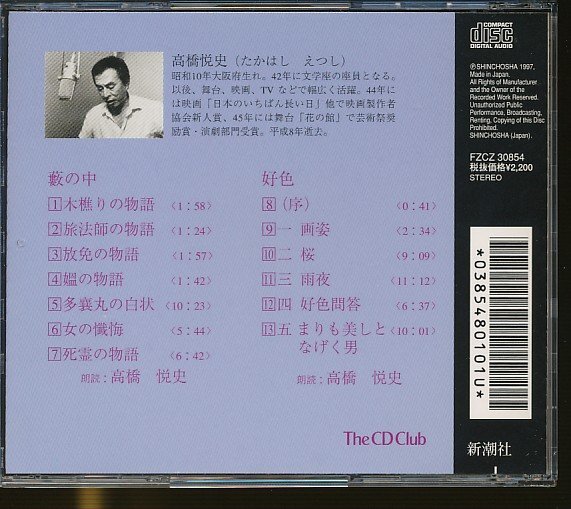 高橋悦史（たかはし　えつし）
昭和10年大阪府生れ。42年に文学座の座員となる。
以後、舞台、映画、TV などで幅広く活躍。44年に
は映画「日本のいちばん長い日」他で映画製作者
協会新人賞、45年には舞台「花の館」で芸術祭奨
励賞・演劇部門受賞。平成8年逝去。
藪の中
1 木樵りの物語 〈1：58〉
2 旅法師の物語 〈1：24〉
3 放免の物語 〈1：57〉
4 媼の物語 〈1：42〉
5 多襄丸の白状 〈10：23〉
6 女の懺悔 〈5：44〉
7 死霊の物語 〈6：42〉
朗読：高橋　悦史
好色
8 （序） 〈0：41〉
9 一　画姿 〈2：34〉
10 二　桜 〈9：09〉
11 三　雨夜 〈11：12〉
12 四　好色問答 〈6：37〉
13 五　まりも美しと 〈10：01〉
なげく男
朗読：高橋　悦史
The CD Club
COMPACT
disc
DIGITAL AUDIO
Ⓟ SHINCHOSHA 1997,
Made in Japan.
All Rights of Manufacturer
and the Owner of the
Recorded Work Reserved.
Unauthorized Public
Performance, Broadcasting,
Renting, Copying of this Disc
Prohibited.
SHINCHOSHA (Japan).
FZCZ 30854
税抜価格¥2,200
STEREO
*0385480101U*
新潮社